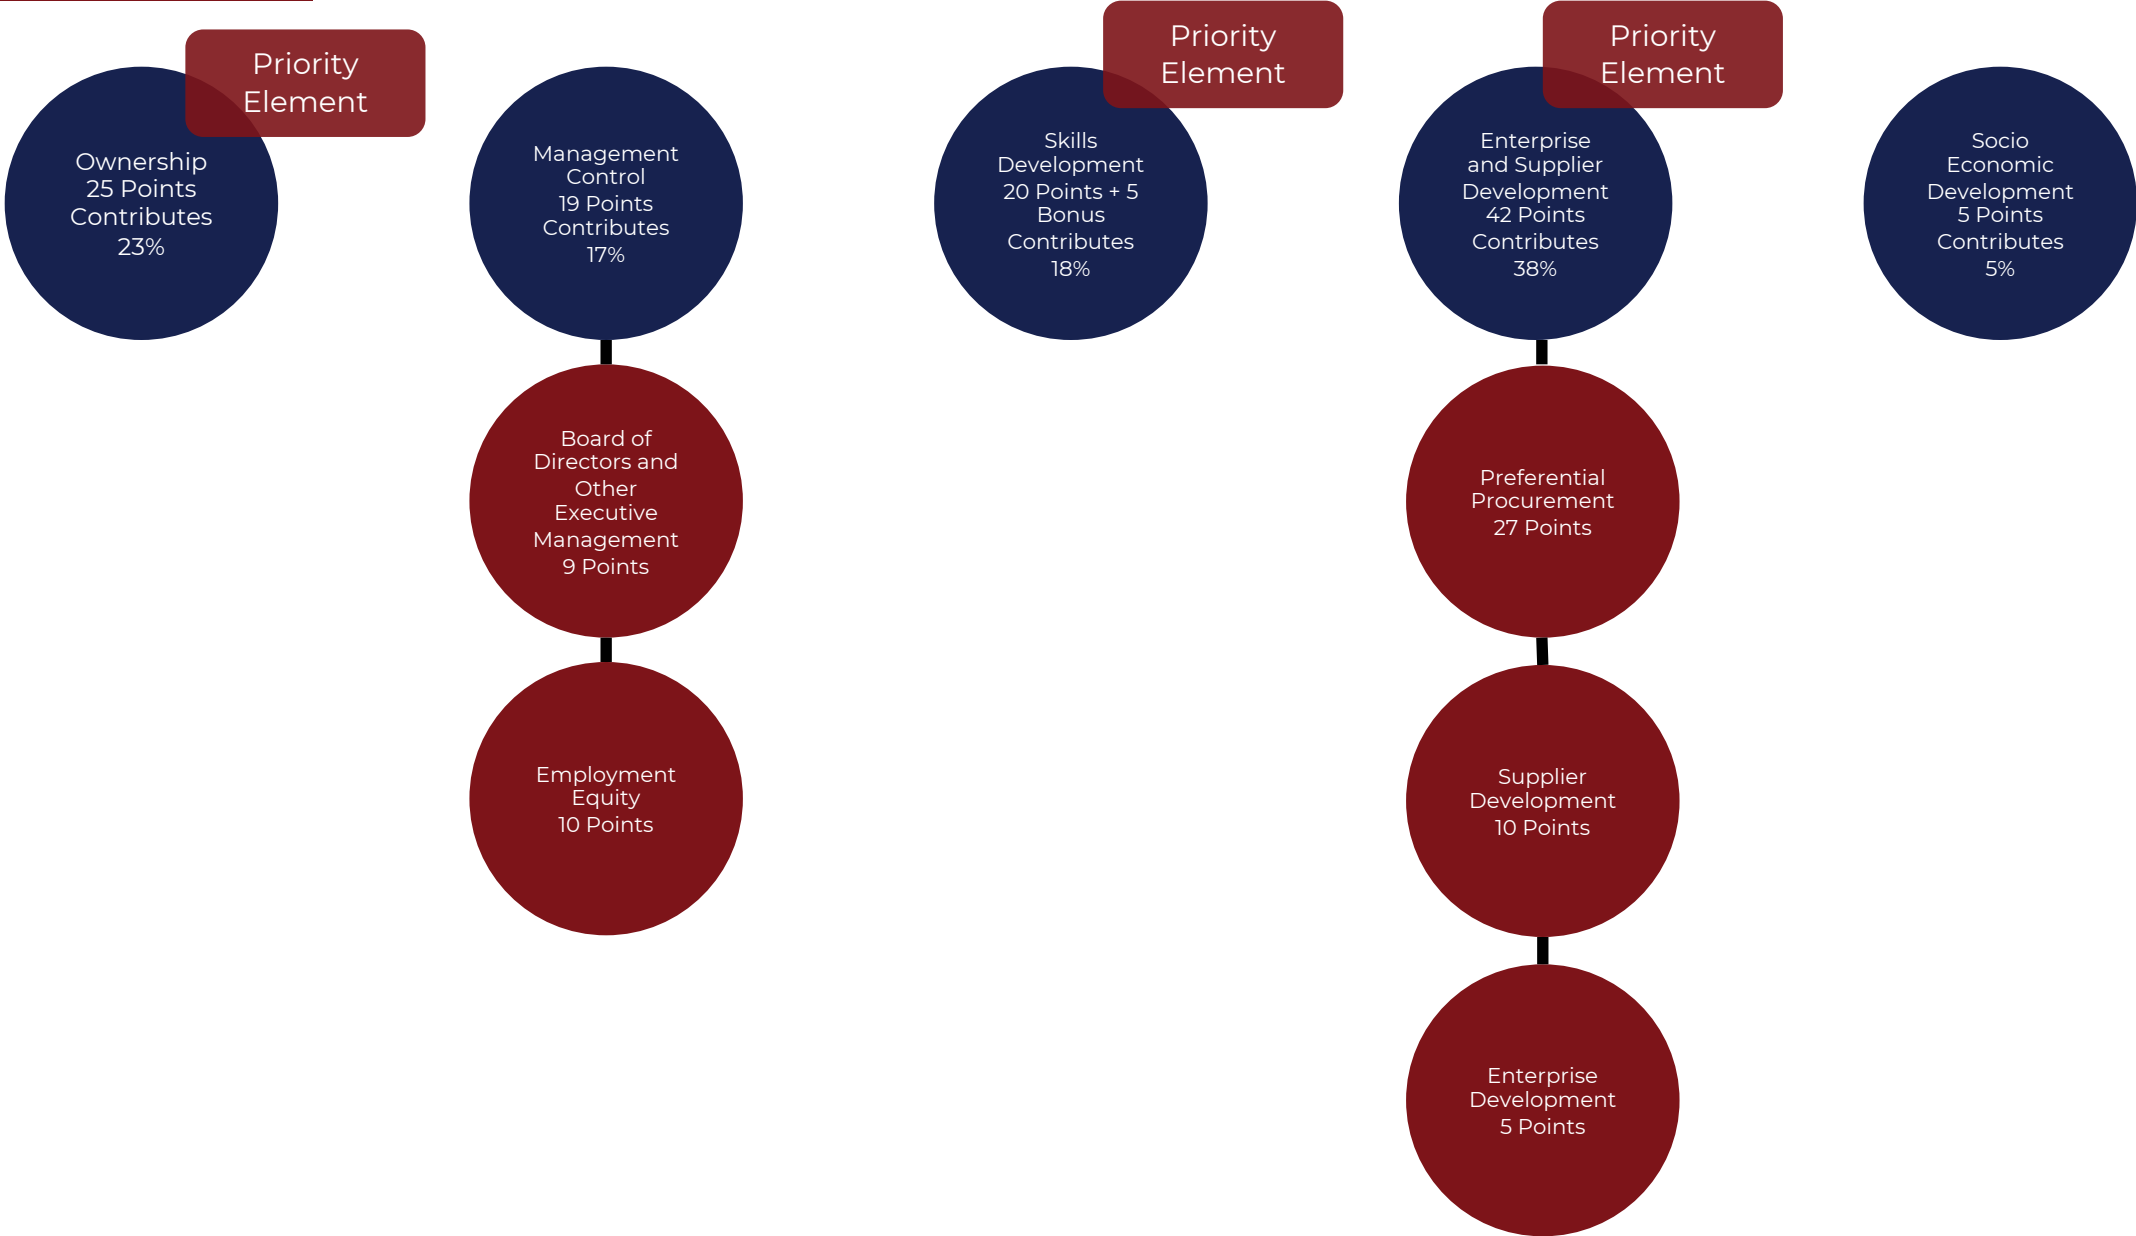 Priority
Element
Ownership
25 Points
Contributes
23%
Management
Control
19 Points
Contributes
17%
Board of
Directors and
Other
Executive
Management
9 Points
Employment
Equity
10 Points
Priority
Element
Skills
Development
20 Points + 5
Bonus
Contributes
18%
Priority
Element
Enterprise
and Supplier
Development
42 Points
Contributes
38%
Preferential
Procurement
27 Points
Supplier
Development
10 Points
Enterprise
Development
5 Points
Socio
Economic
Development
5 Points
Contributes
5%